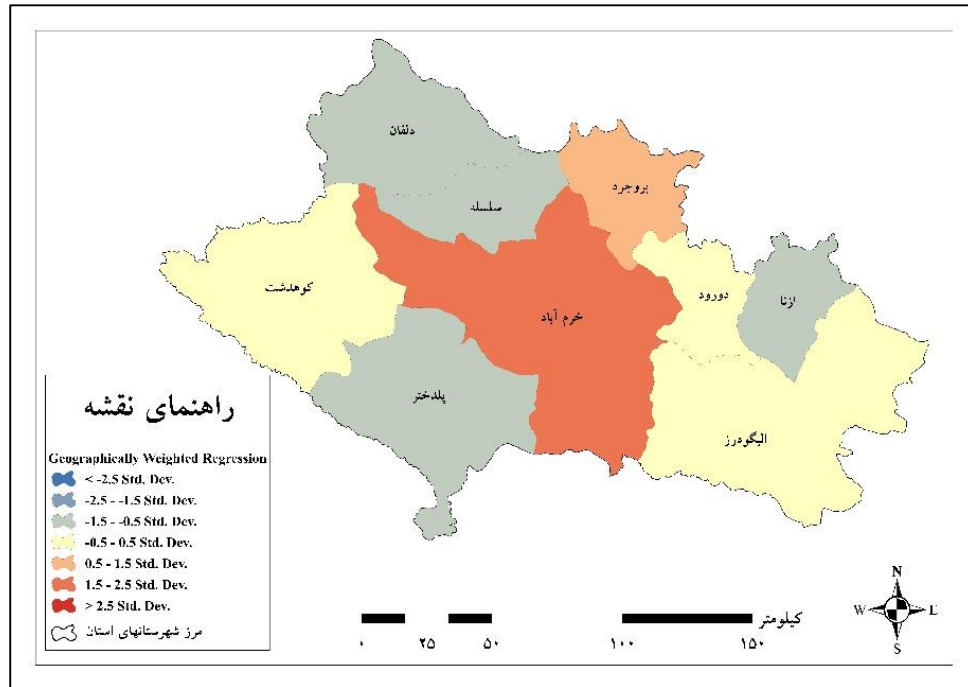 دلفان
بروجرد
سلسله
کوهدشت
دورود
ازنا
خرم آباد
پلدختر
الیگودرز
راهنمای نقشه
Geographically Weighted Regression
< -2.5 Std. Dev.
-2.5 - -1.5 Std. Dev.
-1.5 - -0.5 Std. Dev.
-0.5 - 0.5 Std. Dev.
0.5 - 1.5 Std. Dev.
1.5 - 2.5 Std. Dev.
> 2.5 Std. Dev.
مرز شهرستانهای استان
کیلومتر
۰ ۲۵ ۵۰ ۱۰۰ ۱۵۰
N
W E
S